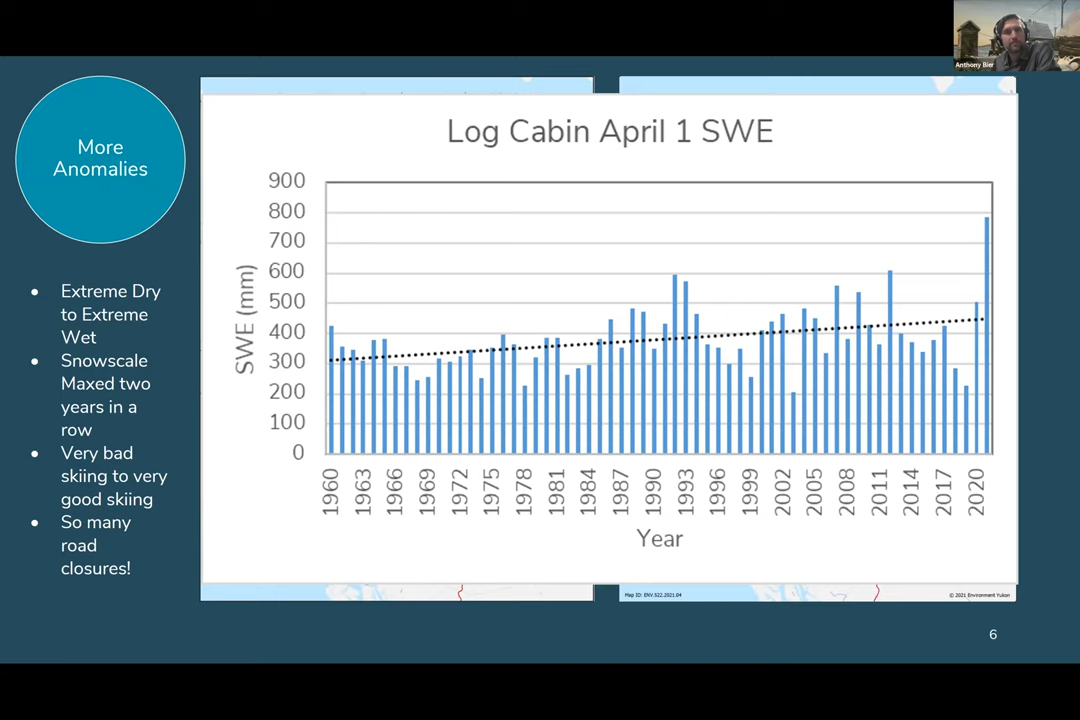 Anthony Bier
More
Anomalies
Extreme Dry
to Extreme
Wet
Snowscale
Maxed two
years in a
row
Very bad
skiing to very
good skiing
So many
road
closures!
Log Cabin April 1 SWE
SWE (mm)
900
800
700
600
500
400
300
200
100
0
1960
1963
1966
1969
1972
1975
1978
1981
1984
1987
1990
1993
1996
1999
2002
2005
2008
2011
2014
2017
2020
Year
Map ID: ENV.522.2021.04
© 2021 Environment Yukon
6